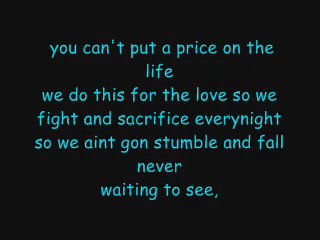 you can't put a price on the
life
we do this for the love so we
fight and sacrifice everynight
so we aint gon stumble and fall
never
waiting to see,